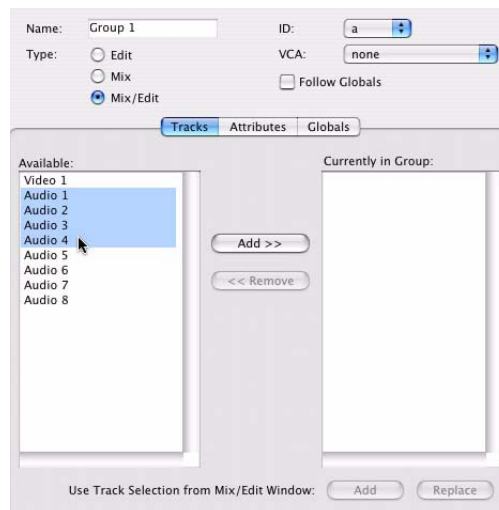 Name: Group 1 ID: a
Type: Edit VCA: none
Mix Follow Globals
Mix/Edit
Tracks Attributes Globals
Available: Currently in Group:
Video 1
Audio 1
Audio 2
Audio 3
Audio 4
Audio 5
Audio 6
Audio 7
Audio 8
Add >>
<< Remove
Use Track Selection from Mix/Edit Window: Add Replace